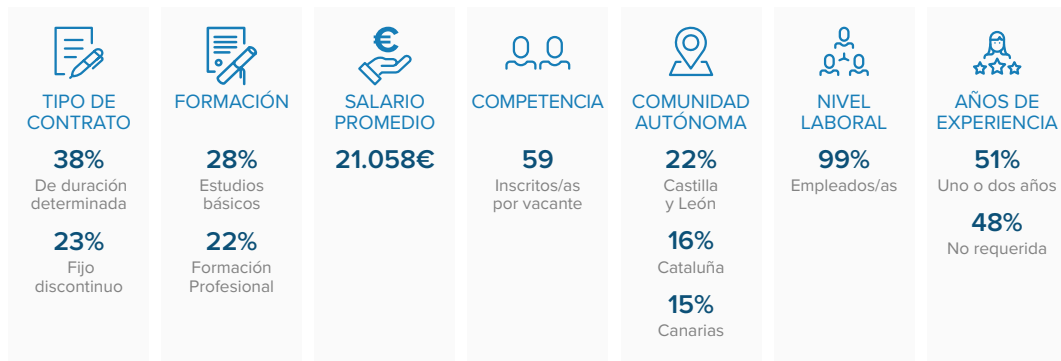 TIPO DE
CONTRATO
38%
De duración
determinada
23%
Fijo
discontinuo
FORMACIÓN
28%
Estudios
básicos
22%
Formación
Profesional
€
SALARIO
PROMEDIO
21.058€
COMPETENCIA
59
Inscritos/as
por vacante
COMUNIDAD
AUTÓNOMA
22%
Castilla
y León
16%
Cataluña
15%
Canarias
NIVEL
LABORAL
99%
Empleados/as
AÑOS DE
EXPERIENCIA
51%
Uno o dos años
48%
No requerida